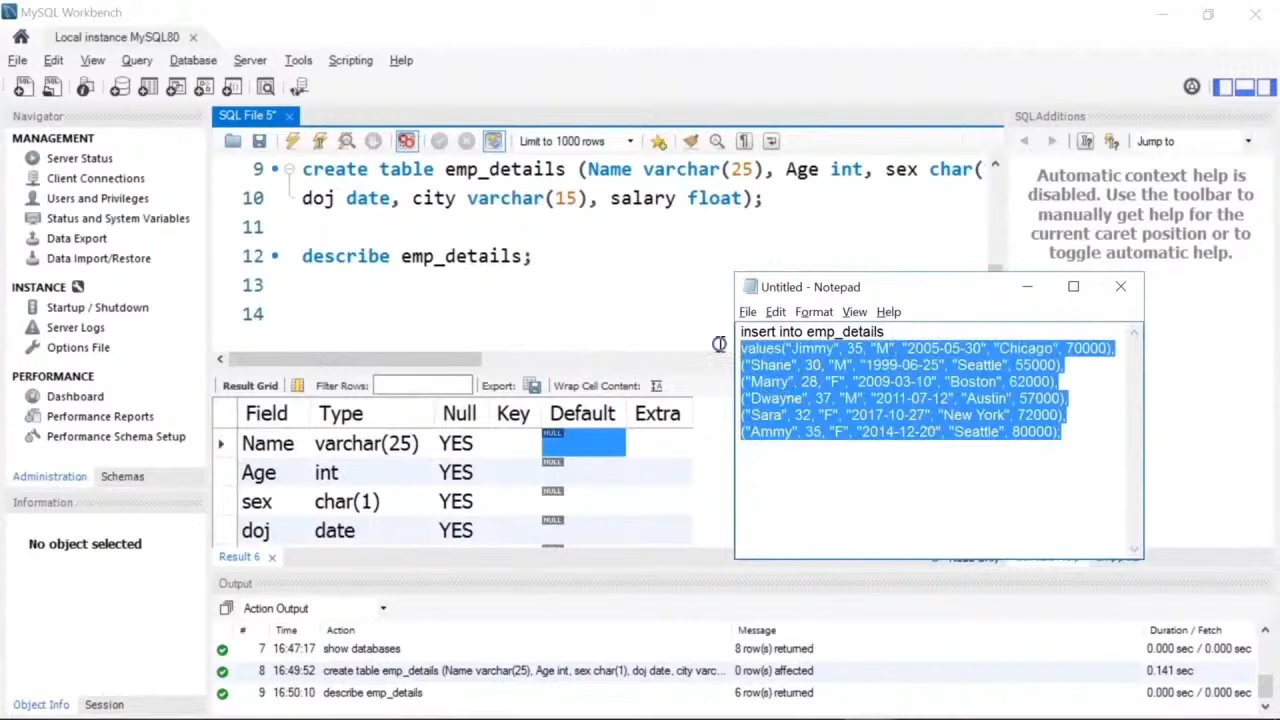 MySQL Workbench
Local instance MySQL80
File Edit View Query Database Server Tools Scripting Help
Navigator
MANAGEMENT
Server Status
Client Connections
Users and Privileges
Status and System Variables
Data Export
Data Import/Restore
INSTANCE
Startup / Shutdown
Server Logs
Options File
PERFORMANCE
Dashboard
Performance Reports
Performance Schema Setup
Administration Schemas
Information
No object selected
Object Info Session
SQL File 5*
Limit to 1000 rows
9 create table emp_details (Name varchar(25), Age int, sex char(
10 doj date, city varchar(15), salary float);
11
12 describe emp_details;
13
14
Result Grid Filter Rows: Export: Wrap Cell Content:
Field Type Null Key Default Extra
Name varchar(25) YES NULL
Age int YES NULL
sex char(1) YES NULL
doj date YES NULL
Result 6
SQLAdditions
Jump to
Automatic context help is
disabled. Use the toolbar to
manually get help for the
current caret position or to
toggle automatic help.
Untitled - Notepad
File Edit Format View Help
insert into emp_details
values("Jimmy", 35, "M", "2005-05-30", "Chicago", 70000),
("Shane", 30, "M", "1999-06-25", "Seattle", 55000),
("Marry", 28, "F", "2009-03-10", "Boston", 62000),
("Dwayne", 37, "M", "2011-07-12", "Austin", 57000),
("Sara", 32, "F", "2017-10-27", "New York", 72000),
("Ammy", 35, "F", "2014-12-20", "Seattle", 80000);
Output
Action Output
# Time Action Message Duration / Fetch
7 16:47:17 show databases 8 row(s) returned 0.000 sec / 0.000 sec
8 16:49:52 create table emp_details (Name varchar(25), Age int, sex char(1), doj date, city varc... 0 row(s) affected 0.141 sec
9 16:50:10 describe emp_details 6 row(s) returned 0.000 sec / 0.000 sec